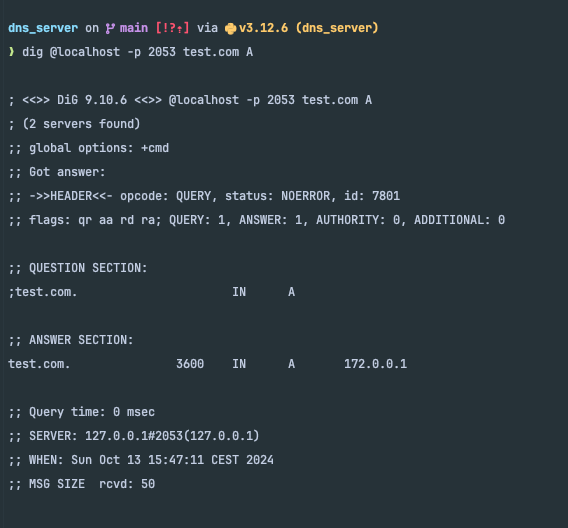 dns_server on main [!?⇡] via v3.12.6 (dns_server)
❫ dig @localhost -p 2053 test.com A
; <<>> DiG 9.10.6 <<>> @localhost -p 2053 test.com A
; (2 servers found)
;; global options: +cmd
;; Got answer:
;; ->>HEADER<<- opcode: QUERY, status: NOERROR, id: 7801
;; flags: qr aa rd ra; QUERY: 1, ANSWER: 1, AUTHORITY: 0, ADDITIONAL: 0
;; QUESTION SECTION:
;test.com. IN A
;; ANSWER SECTION:
test.com. 3600 IN A 172.0.0.1
;; Query time: 0 msec
;; SERVER: 127.0.0.1#2053(127.0.0.1)
;; WHEN: Sun Oct 13 15:47:11 CEST 2024
;; MSG SIZE rcvd: 50